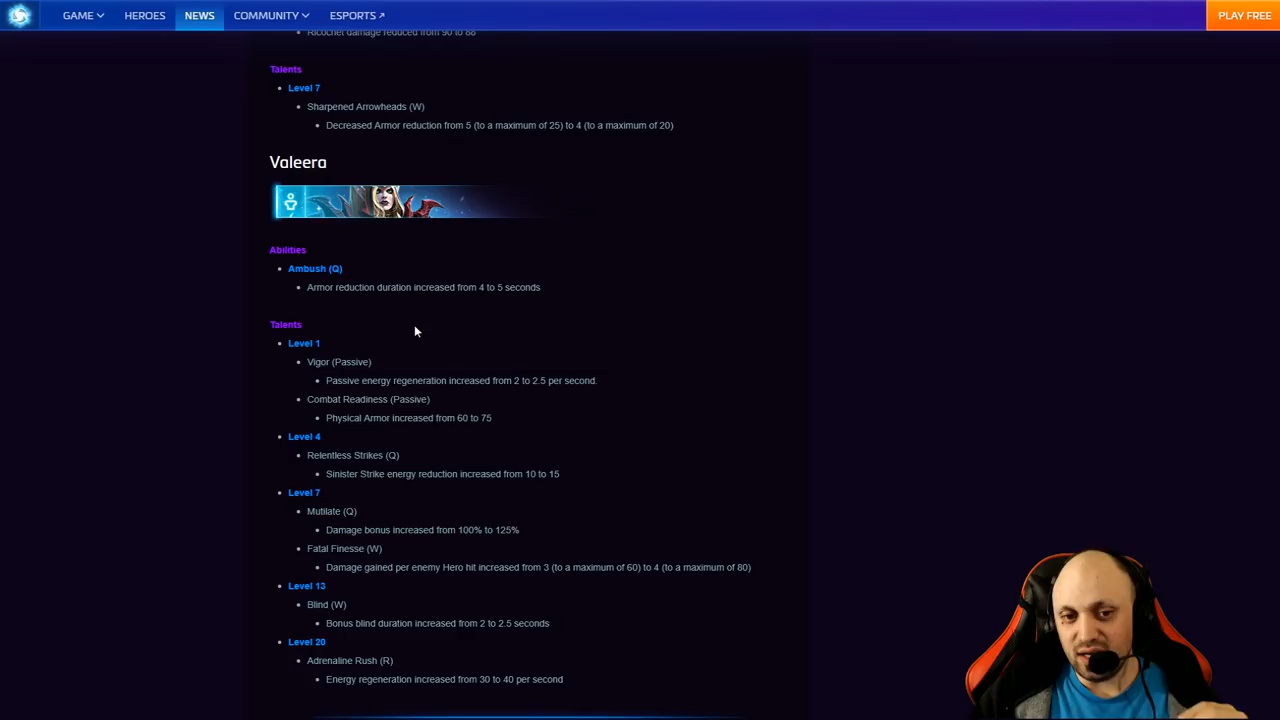 GAME HEROES NEWS COMMUNITY ESPORTS PLAY FREE
Ricochet damage reduced from 90 to 88
Talents
Level 7
Sharpened Arrowheads (W)
Decreased Armor reduction from 5 (to a maximum of 25) to 4 (to a maximum of 20)
Valeera
Abilities
Ambush (Q)
Armor reduction duration increased from 4 to 5 seconds
Talents
Level 1
Vigor (Passive)
Passive energy regeneration increased from 2 to 2.5 per second.
Combat Readiness (Passive)
Physical Armor increased from 60 to 75
Level 4
Relentless Strikes (Q)
Sinister Strike energy reduction increased from 10 to 15
Level 7
Mutilate (Q)
Damage bonus increased from 100% to 125%
Fatal Finesse (W)
Damage gained per enemy Hero hit increased from 3 (to a maximum of 60) to 4 (to a maximum of 80)
Level 13
Blind (W)
Bonus blind duration increased from 2 to 2.5 seconds
Level 20
Adrenaline Rush (R)
Energy regeneration increased from 30 to 40 per second